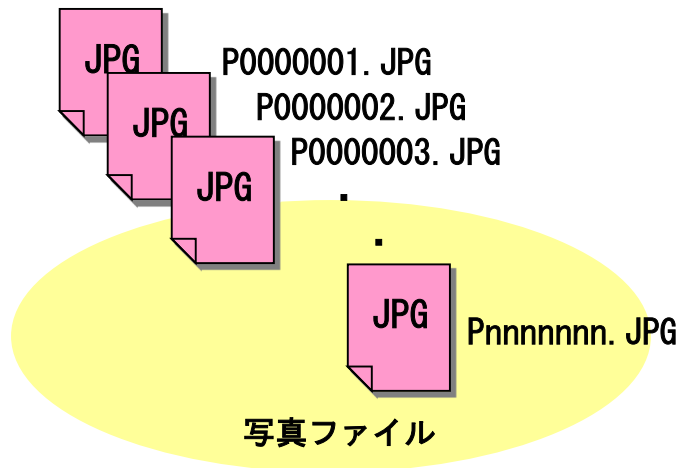 JPG
P0000001.JPG
JPG
P0000002.JPG
P0000003.JPG
JPG
.
.
JPG
Pnnnnnnn.JPG
写真ファイル